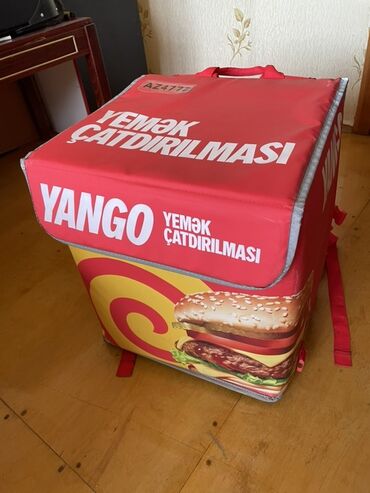 YEMƏK
ÇATDIRILMASI
YANGO
YEMƏK
ÇATDIRILMASI